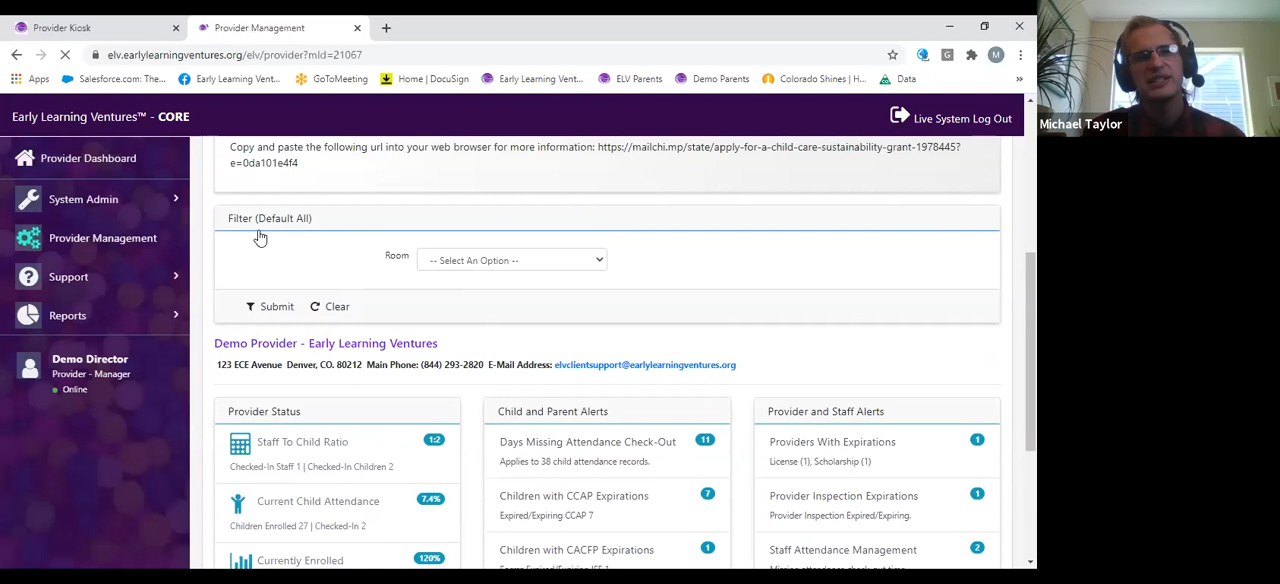 Provider Kiosk
Provider Management
elv.earlylearningventures.org/elv/provider?mId=21067
Apps Salesforce.com: The... Early Learning Vent... GoToMeeting Home | DocuSign Early Learning Vent... ELV Parents Demo Parents Colorado Shines | H... Data »
Early Learning Ventures™ - CORE
Live System Log Out
Michael Taylor
Provider Dashboard
System Admin
Provider Management
Support
Reports
Demo Director
Provider - Manager
Online
Copy and paste the following url into your web browser for more information: https://mailchi.mp/state/apply-for-a-child-care-sustainability-grant-1978445?
e=0da101e4f4
Filter (Default All)
Room -- Select An Option --
Submit Clear
Demo Provider - Early Learning Ventures
123 ECE Avenue Denver, CO. 80212 Main Phone: (844) 293-2820 E-Mail Address: elvclientsupport@earlylearningventures.org
Provider Status
Staff To Child Ratio 1:2
Checked-In Staff 1 | Checked-In Children 2
Current Child Attendance 7.4%
Children Enrolled 27 | Checked-In 2
Currently Enrolled 120%
Child and Parent Alerts
Days Missing Attendance Check-Out 11
Applies to 38 child attendance records.
Children with CCAP Expirations 7
Expired/Expiring CCAP 7
Children with CACFP Expirations 1
Provider and Staff Alerts
Providers With Expirations 1
License (1), Scholarship (1)
Provider Inspection Expirations 1
Provider Inspection Expired/Expiring.
Staff Attendance Management 2